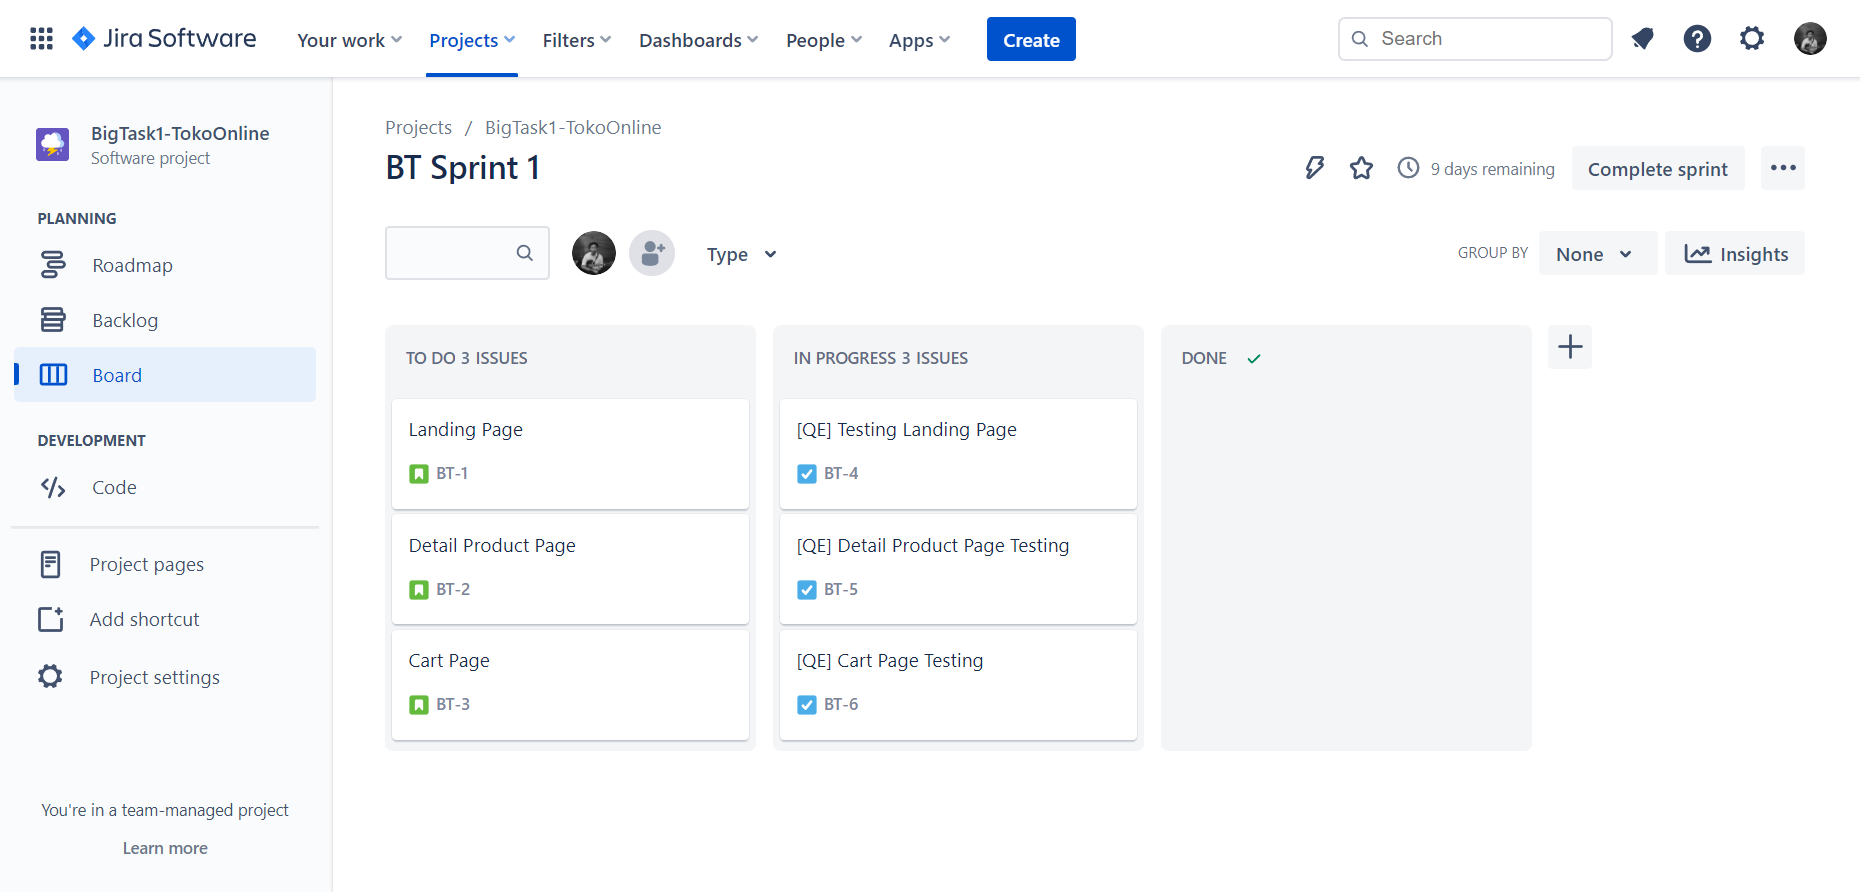 Jira Software
Your work
Projects
Filters
Dashboards
People
Apps
Create
Search
BigTask1-TokoOnline
Software project
PLANNING
Roadmap
Backlog
Board
DEVELOPMENT
Code
Project pages
Add shortcut
Project settings
You're in a team-managed project
Learn more
Projects / BigTask1-TokoOnline
BT Sprint 1
9 days remaining
Complete sprint
Type
GROUP BY
None
Insights
TO DO 3 ISSUES
Landing Page
BT-1
Detail Product Page
BT-2
Cart Page
BT-3
IN PROGRESS 3 ISSUES
[QE] Testing Landing Page
BT-4
[QE] Detail Product Page Testing
BT-5
[QE] Cart Page Testing
BT-6
DONE